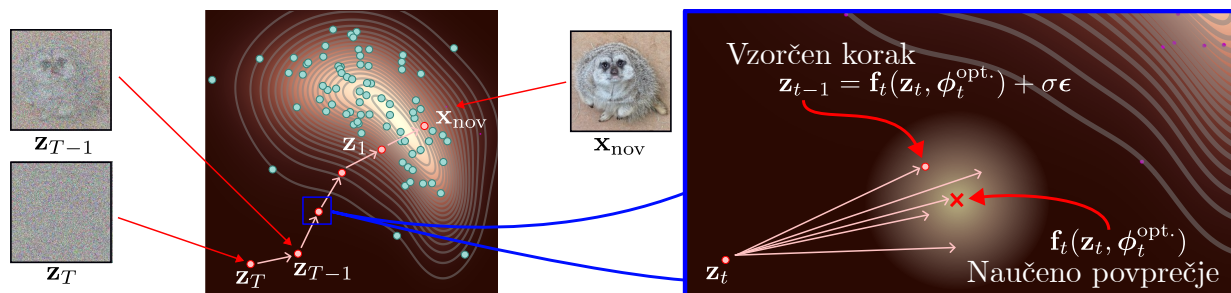 z_{T-1}
z_T
z_T
z_{T-1}
z_1
x_nov
x_nov
Vzorčen korak
z_{t-1} = f_t(z_t, ϕ_t^{opt.}) + σϵ
z_t
f_t(z_t, ϕ_t^{opt.})
Naučeno povprečje